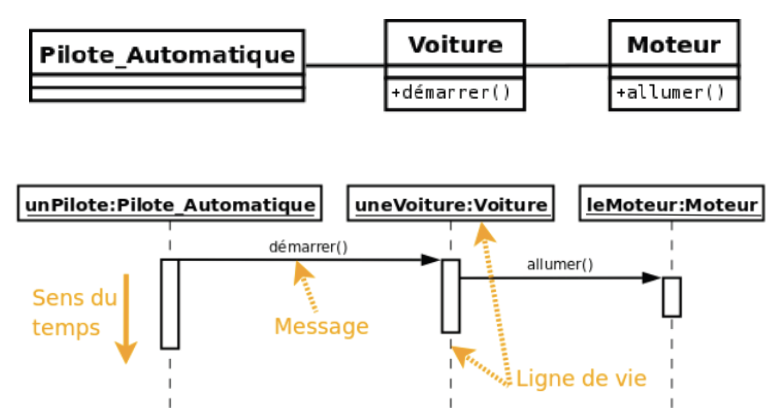 Pilote_Automatique
Voiture
+démarrer()
Moteur
+allumer()
unPilote:Pilote_Automatique
uneVoiture:Voiture
leMoteur:Moteur
démarrer()
allumer()
Sens du
temps
Message
Ligne de vie